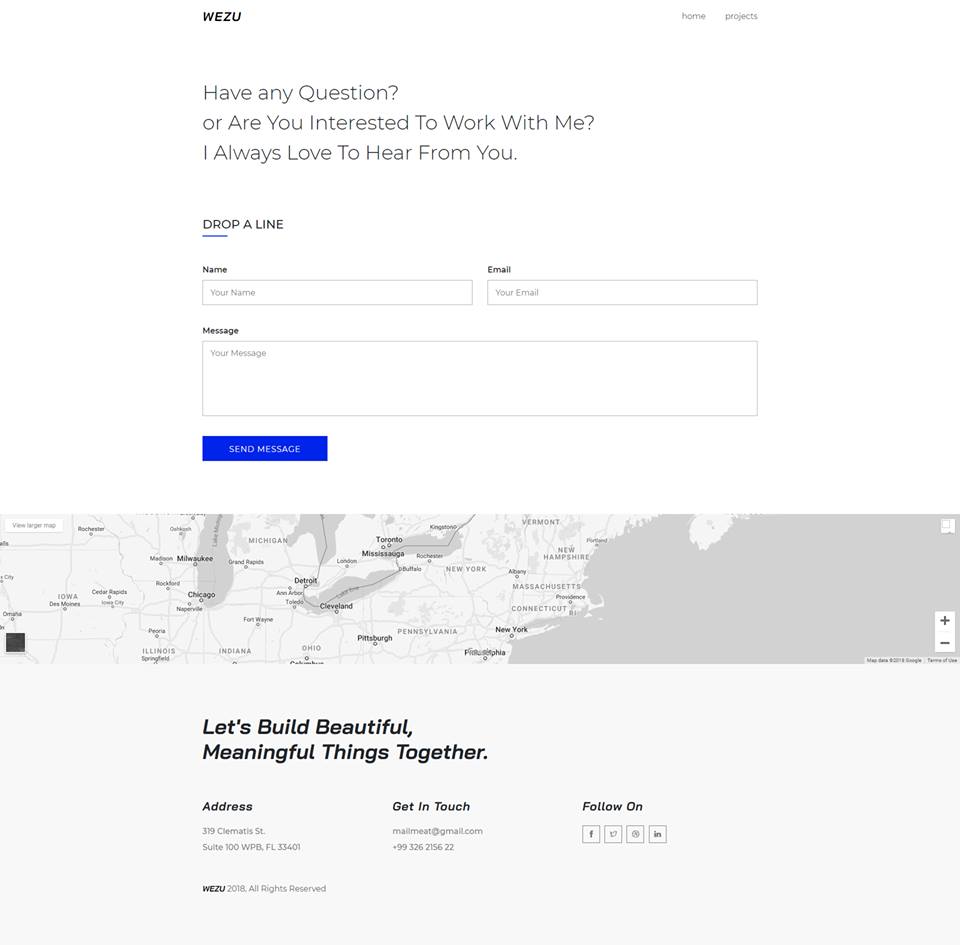 WEZU
home projects
Have any Question?
or Are You Interested To Work With Me?
I Always Love To Hear From You.
DROP A LINE
Name Email
Your Name Your Email
Message
Your Message
SEND MESSAGE
View larger map
Rochester
Oshkosh
Lake Michigan
MICHIGAN
Toronto
Kingstono
VERMONT
Portland
Madison
Milwaukee
Grand Rapids
London
Mississauga
Rochester
NEW
HAMPSHIRE
Buffalo
NEW YORK
Albany
Rockford
Detroit
MASSACHUSETTS
Cedar Rapids
Chicago
Ann Arbor
Lake Erie
Providence
IOWA
Iowa City
Des Moines
Naperville
Toledo
Cleveland
CONNECTICUT
RI
Omaha
Fort Wayne
Peoria
Pittsburgh
PENNSYLVANIA
New York
ILLINOIS
INDIANA
OHIO
Springfield
Columbus
Philadelphia
Map data ©2018 Google Terms of Use
Let's Build Beautiful,
Meaningful Things Together.
Address Get In Touch Follow On
319 Clematis St. mailmeat@gmail.com
Suite 100 WPB, FL 33401 +99 326 2156 22
WEZU 2018, All Rights Reserved